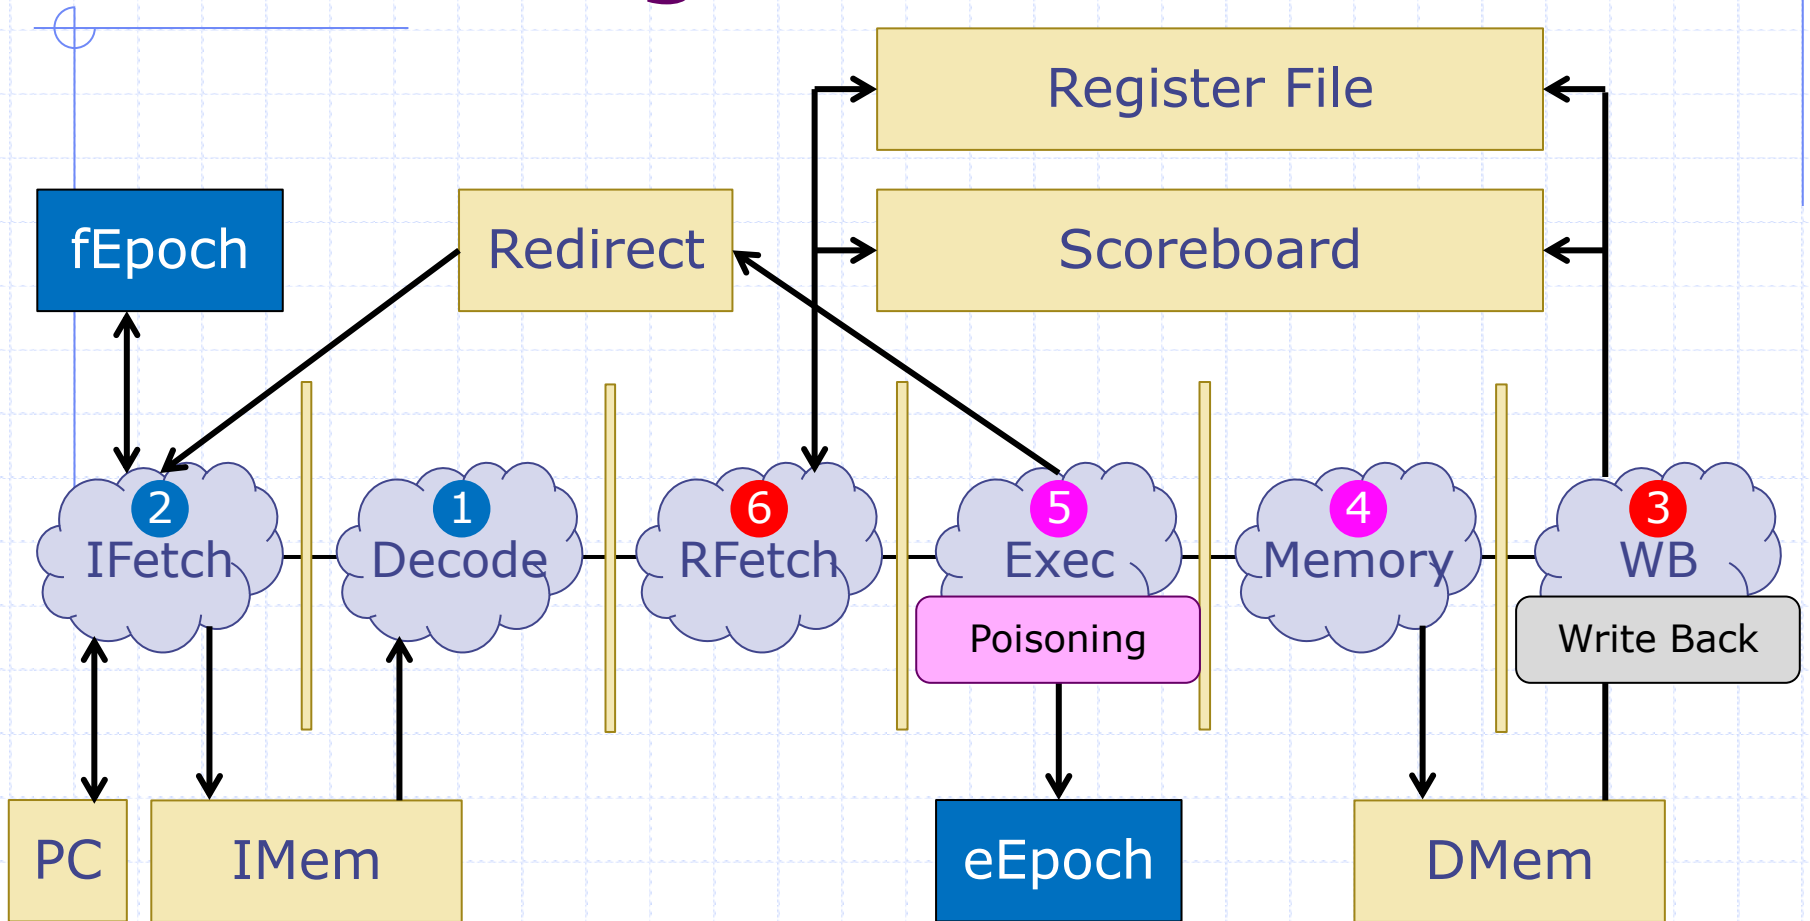 Register File
fEpoch
Redirect
Scoreboard
2
1
6
5
4
3
IFetch
Decode
RFetch
Exec
Memory
WB
Poisoning
Write Back
PC
IMem
eEpoch
DMem